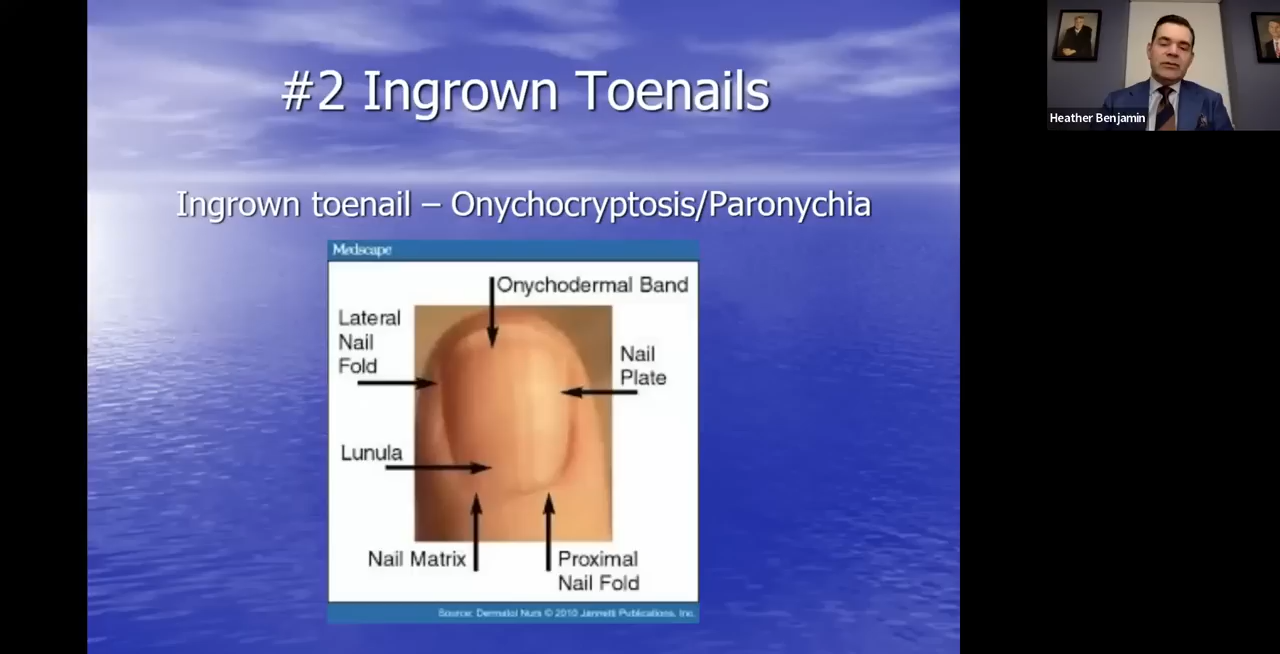 #2 Ingrown Toenails
Heather Benjamin
Ingrown toenail – Onychocryptosis/Paronychia
Medscape
Onychodermal Band
Lateral
Nail
Fold
Nail
Plate
Lunula
Nail Matrix
Proximal
Nail Fold
Source: Dermatol Nurs © 2010 Jannetti Publications, Inc.